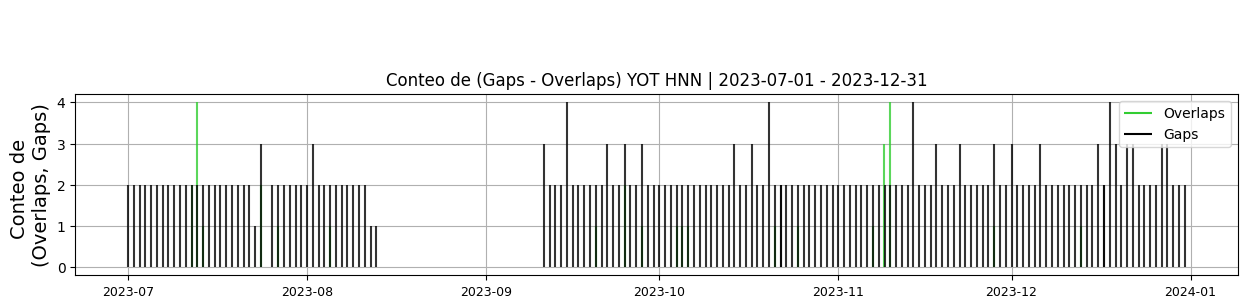 Conteo de (Gaps - Overlaps) YOT HNN | 2023-07-01 - 2023-12-31
Conteo de
(Overlaps, Gaps)
4
3
2
1
0
Overlaps
Gaps
2023-07
2023-08
2023-09
2023-10
2023-11
2023-12
2024-01